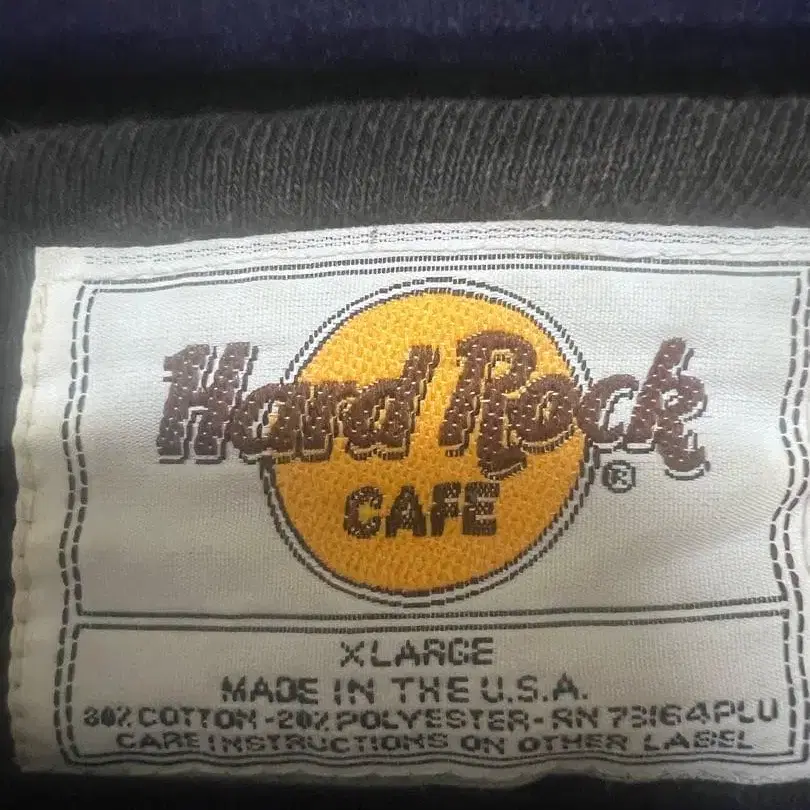 Hard Rock
CAFE
®
XLARGE
MADE IN THE U.S.A.
80% COTTON-20% POLYESTER-RN 73164PLU
CARE INSTRUCTIONS ON OTHER LABEL